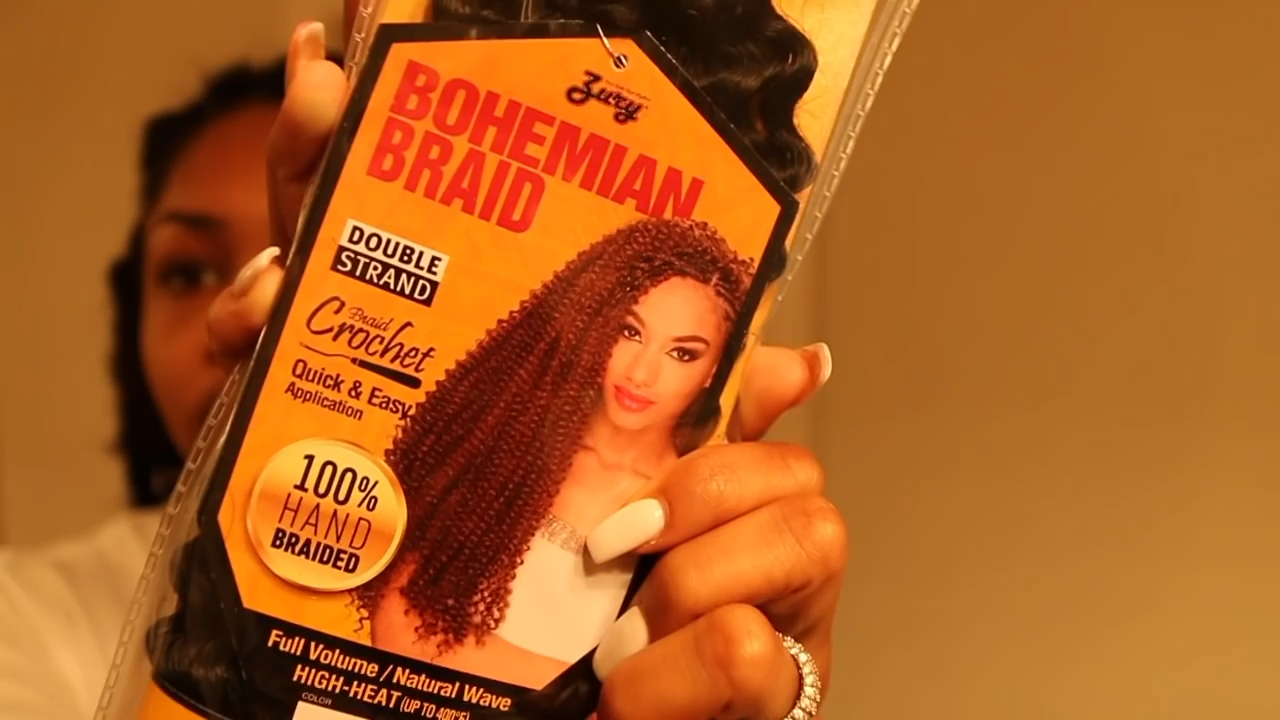 Zury
BOHEMIAN
BRAID
DOUBLE
STRAND
Braid
Crochet
Quick & Easy
Application
100%
HAND
BRAIDED
Full Volume / Natural Wave
HIGH-HEAT (UP TO 400°F)
COLOR